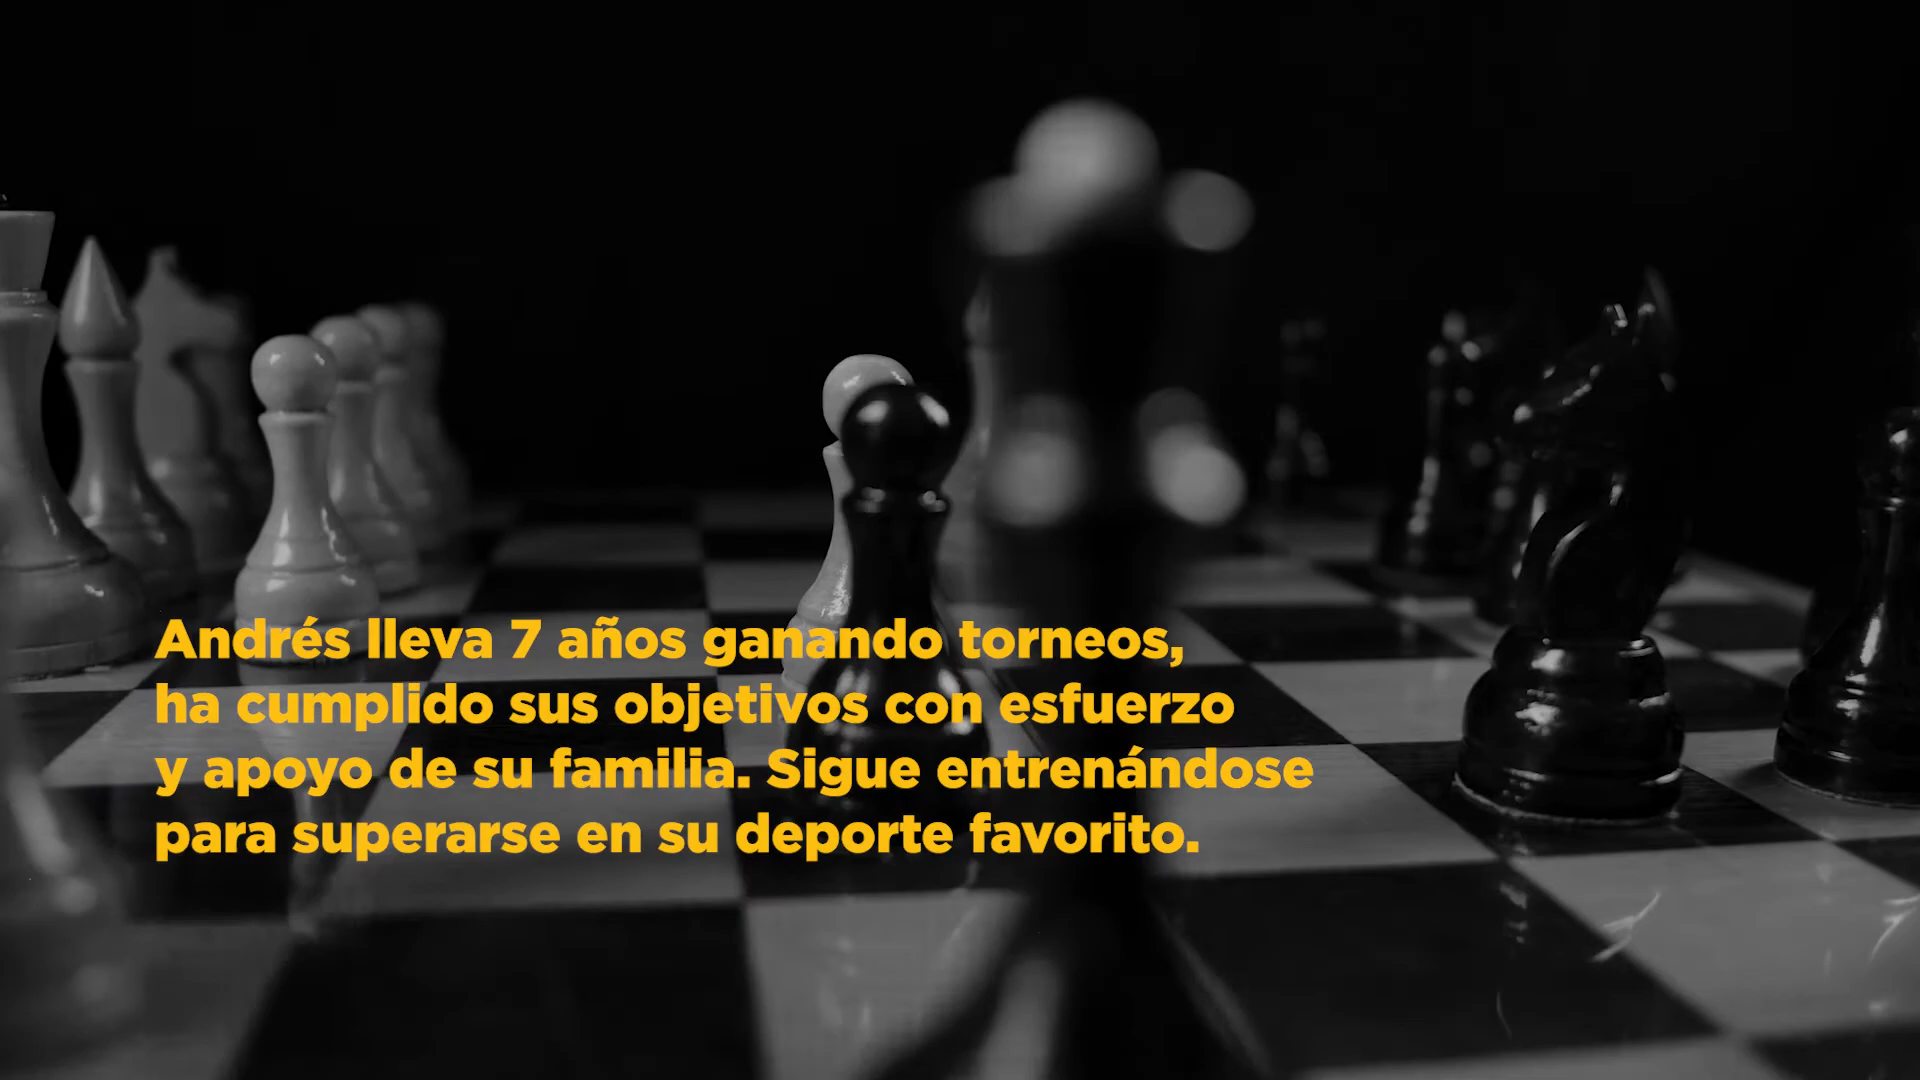 Andrés lleva 7 años ganando torneos,
ha cumplido sus objetivos con esfuerzo
y apoyo de su familia. Sigue entrenándose
para superarse en su deporte favorito.